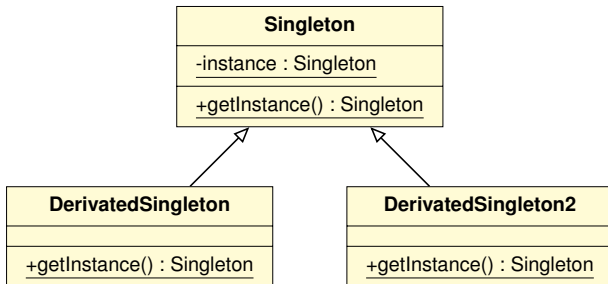 Singleton
-instance : Singleton
+getInstance() : Singleton
DerivatedSingleton
+getInstance() : Singleton
DerivatedSingleton2
+getInstance() : Singleton